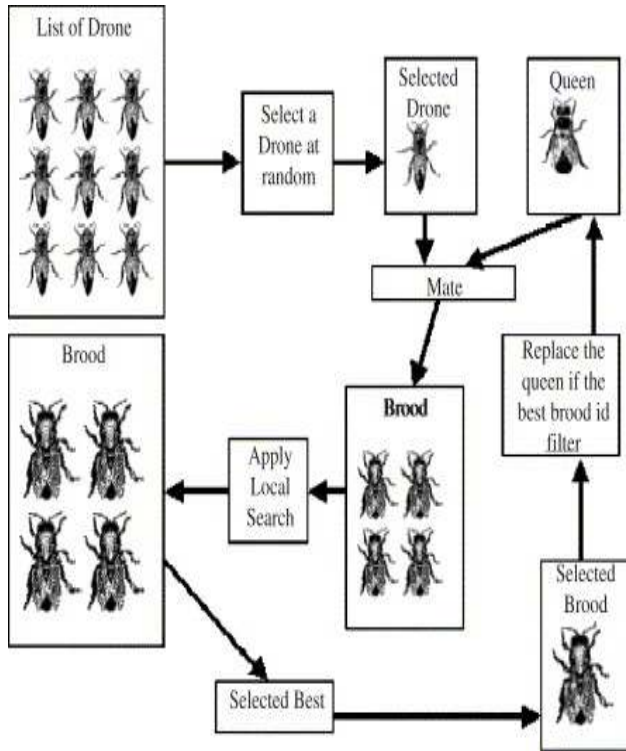 List of Drone
Select a
Drone at
random
Selected
Drone
Queen
Mate
Brood
Apply
Local
Search
Brood
Selected Best
Selected
Brood
Replace the
queen if the
best brood id
filter